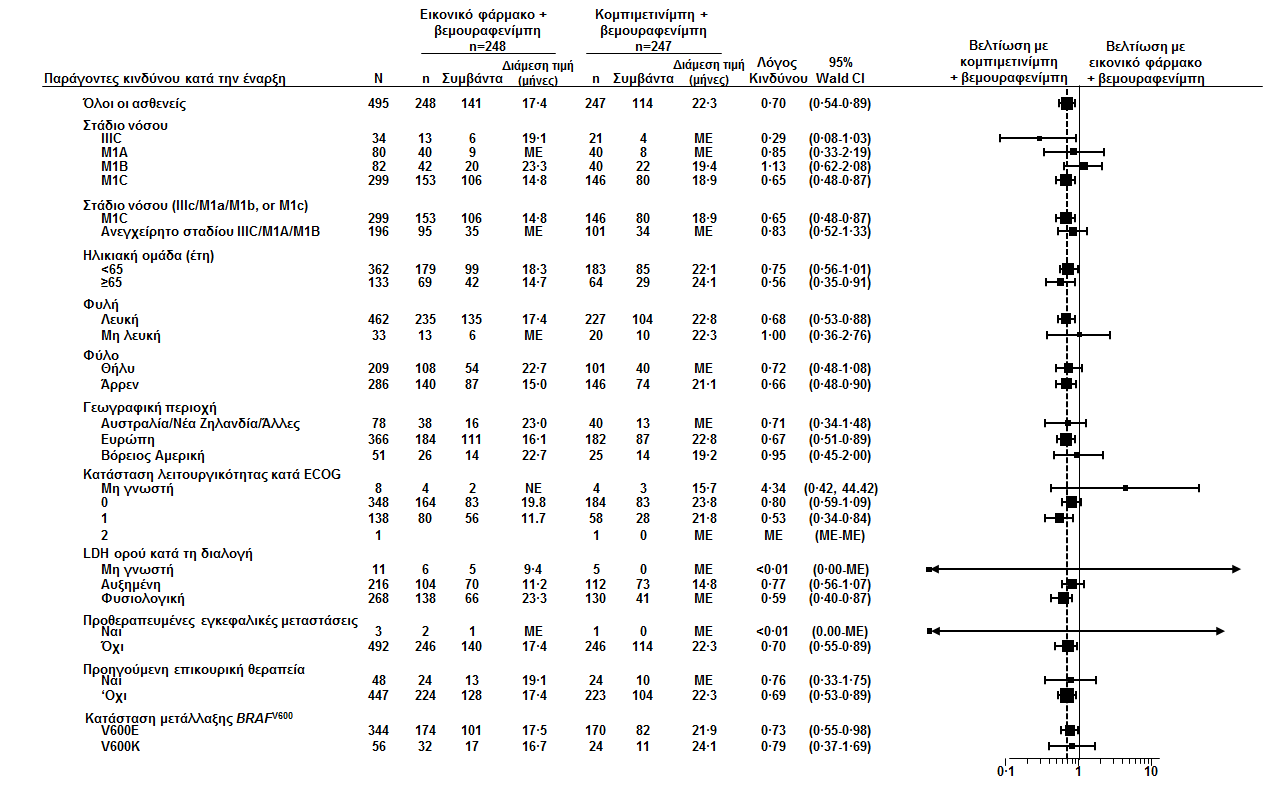 Εικονικό φάρμακο + βεμουραφενίμπη n=248
Κομπιμετινίμπη + βεμουραφενίμπη n=247
Παράγοντες κινδύνου κατά την έναρξη N n Συμβάντα Διάμεση τιμή (μήνες) n Συμβάντα Διάμεση τιμή (μήνες) Λόγος Κινδύνου 95% Wald CI
Βελτίωση με κομπιμετινίμπη + βεμουραφενίμπη
Βελτίωση με εικονικό φάρμακο + βεμουραφενίμπη
Όλοι οι ασθενείς 495 248 141 17·4 247 114 22·3 0·70 (0·54-0·89)
Στάδιο νόσου
IIIC 34 13 6 19·1 21 4 ME 0·29 (0·08-1·03)
M1A 80 40 9 ME 40 8 ME 0·85 (0·33-2·19)
M1B 82 42 20 23·3 40 22 19·4 1·13 (0·62-2·08)
M1C 299 153 106 14·8 146 80 18·9 0·65 (0·48-0·87)
Στάδιο νόσου (IIIc/M1a/M1b, or M1c)
M1C 299 153 106 14·8 146 80 18·9 0·65 (0·48-0·87)
Ανεγχείρητο σταδίου IIIC/M1A/M1B 196 95 35 ME 101 34 ME 0·83 (0·52-1·33)
Ηλικιακή ομάδα (έτη)
<65 362 179 99 18·3 183 85 22·1 0·75 (0·56-1·01)
≥65 133 69 42 14·7 64 29 24·1 0·56 (0·35-0·91)
Φυλή
Λευκή 462 235 135 17·4 227 104 22·8 0·68 (0·53-0·88)
Μη λευκή 33 13 6 ME 20 10 22·3 1·00 (0·36-2·76)
Φύλο
Θήλυ 209 108 54 22·7 101 40 ME 0·72 (0·48-1·08)
Άρρεν 286 140 87 15·0 146 74 21·1 0·66 (0·48-0·90)
Γεωγραφική περιοχή
Αυστραλία/Νέα Ζηλανδία/Άλλες 78 38 16 23·0 40 13 ME 0·71 (0·34-1·48)
Ευρώπη 366 184 111 16·1 182 87 22·8 0·67 (0·51-0·89)
Βόρειος Αμερική 51 26 14 22·7 25 14 19·2 0·95 (0·45-2·00)
Κατάσταση λειτουργικότητας κατά ECOG
Μη γνωστή 8 4 2 NE 4 3 15·7 4·34 (0·42, 44.42)
0 348 164 83 19.8 184 83 23·8 0·80 (0·59-1·09)
1 138 80 56 11.7 58 28 21·8 0·53 (0·34-0·84)
2 1 1 0 ME ME (ME-ME)
LDH ορού κατά τη διαλογή
Μη γνωστή 11 6 5 9·4 5 0 ME <0·01 (0·00-ME)
Αυξημένη 216 104 70 11·2 112 73 14·8 0·77 (0·56-1·07)
Φυσιολογική 268 138 66 23·3 130 41 ME 0·59 (0·40-0·87)
Προθεραπευμένες εγκεφαλικές μεταστάσεις
Ναι 3 2 1 ME 1 0 ME <0·01 (0.00-ME)
Όχι 492 246 140 17·4 246 114 22·3 0·70 (0·55-0·89)
Προηγούμενη επικουρική θεραπεία
Ναι 48 24 13 19·1 24 10 ME 0·76 (0·33-1·75)
‘Οχι 447 224 128 17·4 223 104 22·3 0·69 (0·53-0·89)
Κατάσταση μετάλλαξης BRAFV600
V600E 344 174 101 17·5 170 82 21·9 0·73 (0·55-0·98)
V600K 56 32 17 16·7 24 11 24·1 0·79 (0·37-1·69)
0·1 1 10